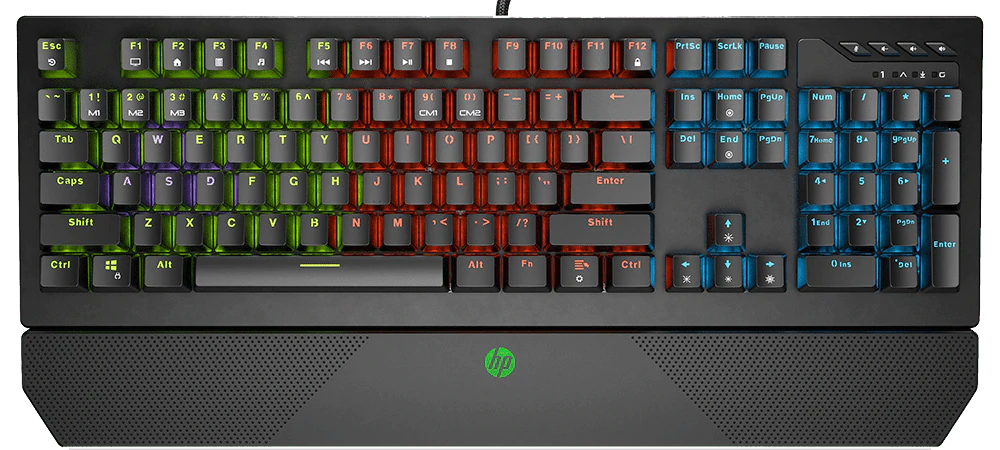 Esc F1 F2 F3 F4 F5 F6 F7 F8 F9 F10 F11 F12 PrtSc ScrLk Pause
1 A
` ~ 1 ! 2 @ 3 # 4 $ 5 % 6 ^ 7 & 8 * 9 ( 0 ( - _ = + ← Ins Home PgUp Num / * -
M1 M2 M3 CM1 CM2
Tab Q W E R T Y U I O P [ { ] } \ | Del End PgDn 7 Home 8 ▲ 9 PgUp +
Caps A S D F G H J K L ; : ' " Enter 4 ◄ 5 6 ►
Shift Z X C V B N M , < . > / ? Shift ↑ 1 End 2 ▼ PgDn Enter
Ctrl Alt Alt Fn Ctrl ← ↓ → 0 Ins . Del
hp